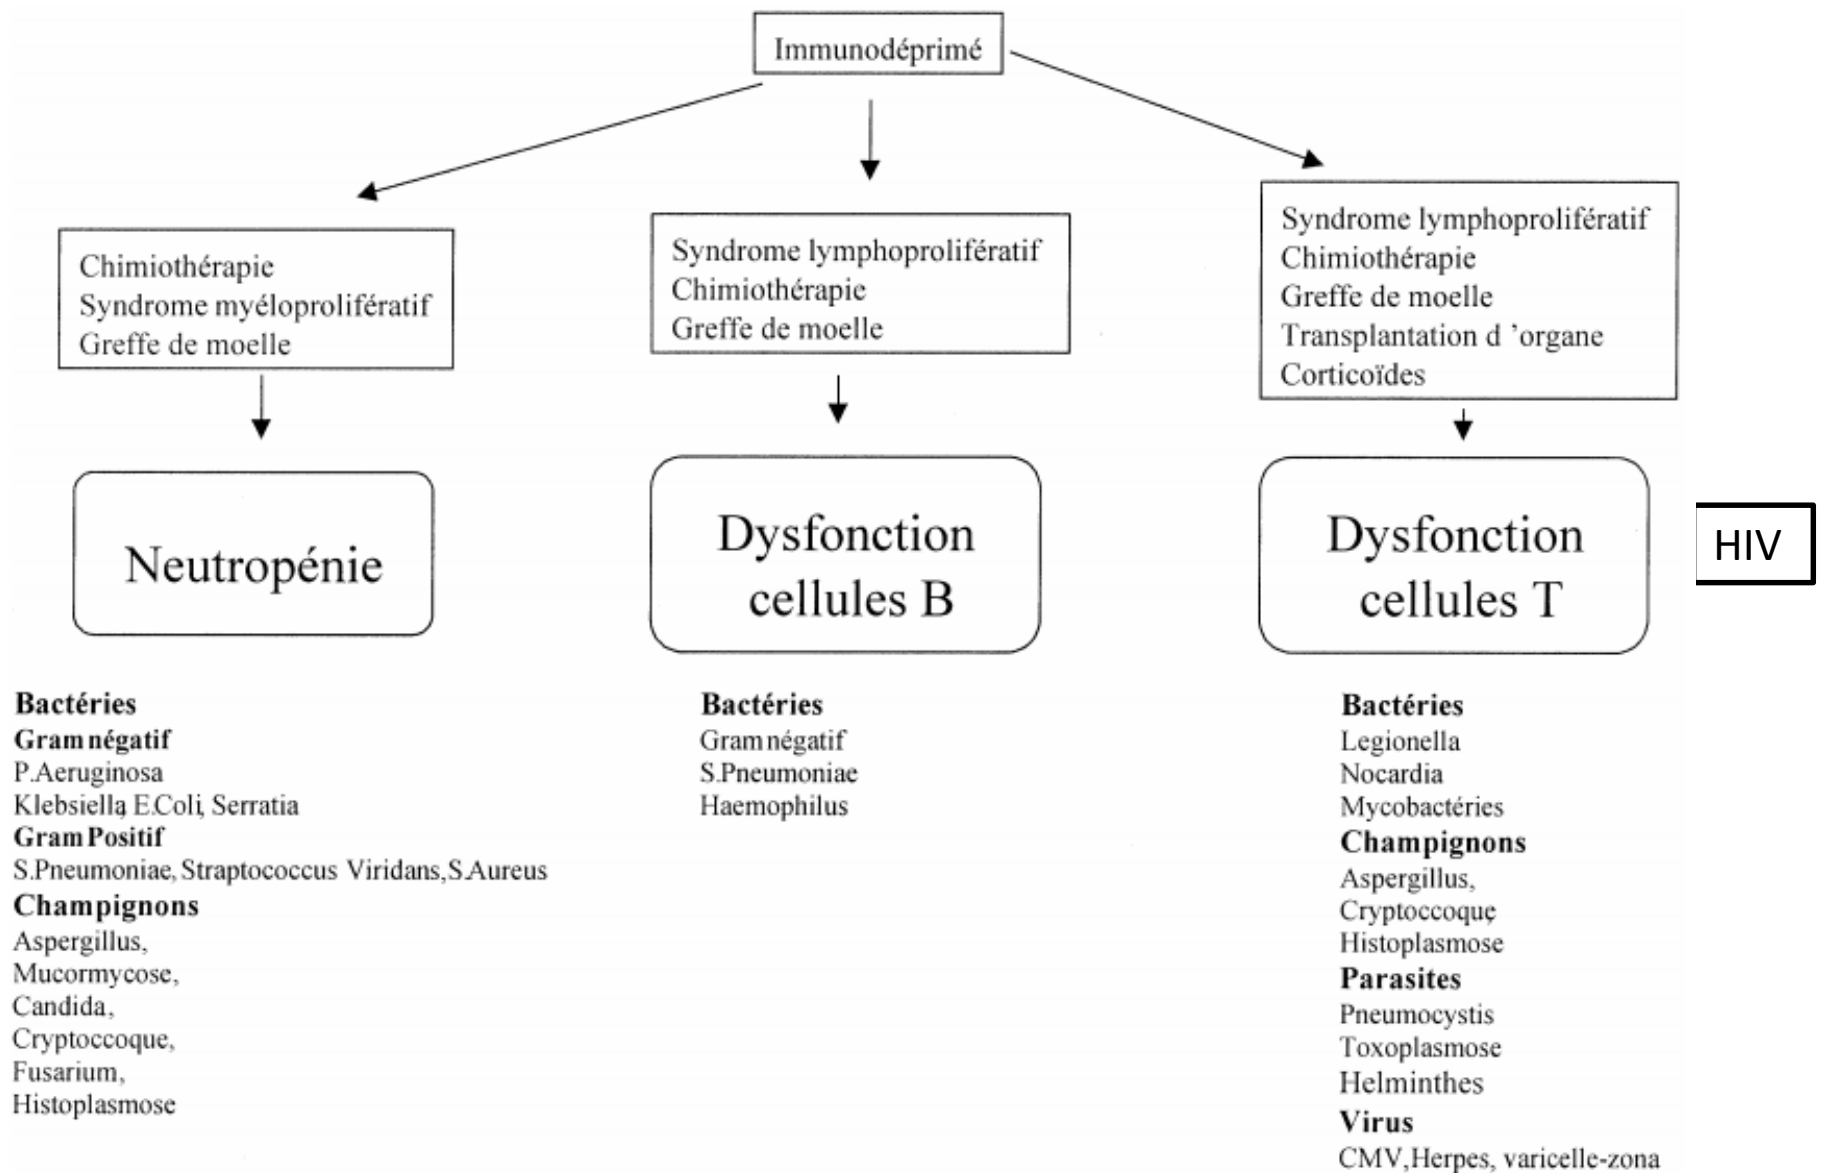 Immunodéprimé
Chimiothérapie
Syndrome myéloprolifératif
Greffe de moelle
Syndrome lymphoprolifératif
Chimiothérapie
Greffe de moelle
Syndrome lymphoprolifératif
Chimiothérapie
Greffe de moelle
Transplantation d ’organe
Corticoïdes
Neutropénie
Dysfonction
cellules B
Dysfonction
cellules T
HIV
Bactéries
Gram négatif
P.Aeruginosa
Klebsiella, E.Coli, Serratia
Gram Positif
S.Pneumoniae, Straptococcus Viridans,S.Aureus
Champignons
Aspergillus,
Mucormycose,
Candida,
Cryptoccoque,
Fusarium,
Histoplasmose
Bactéries
Gram négatif
S.Pneumoniae
Haemophilus
Bactéries
Legionella
Nocardia
Mycobactéries
Champignons
Aspergillus,
Cryptoccoque,
Histoplasmose
Parasites
Pneumocystis
Toxoplasmose
Helminthes
Virus
CMV,Herpes, varicelle-zona